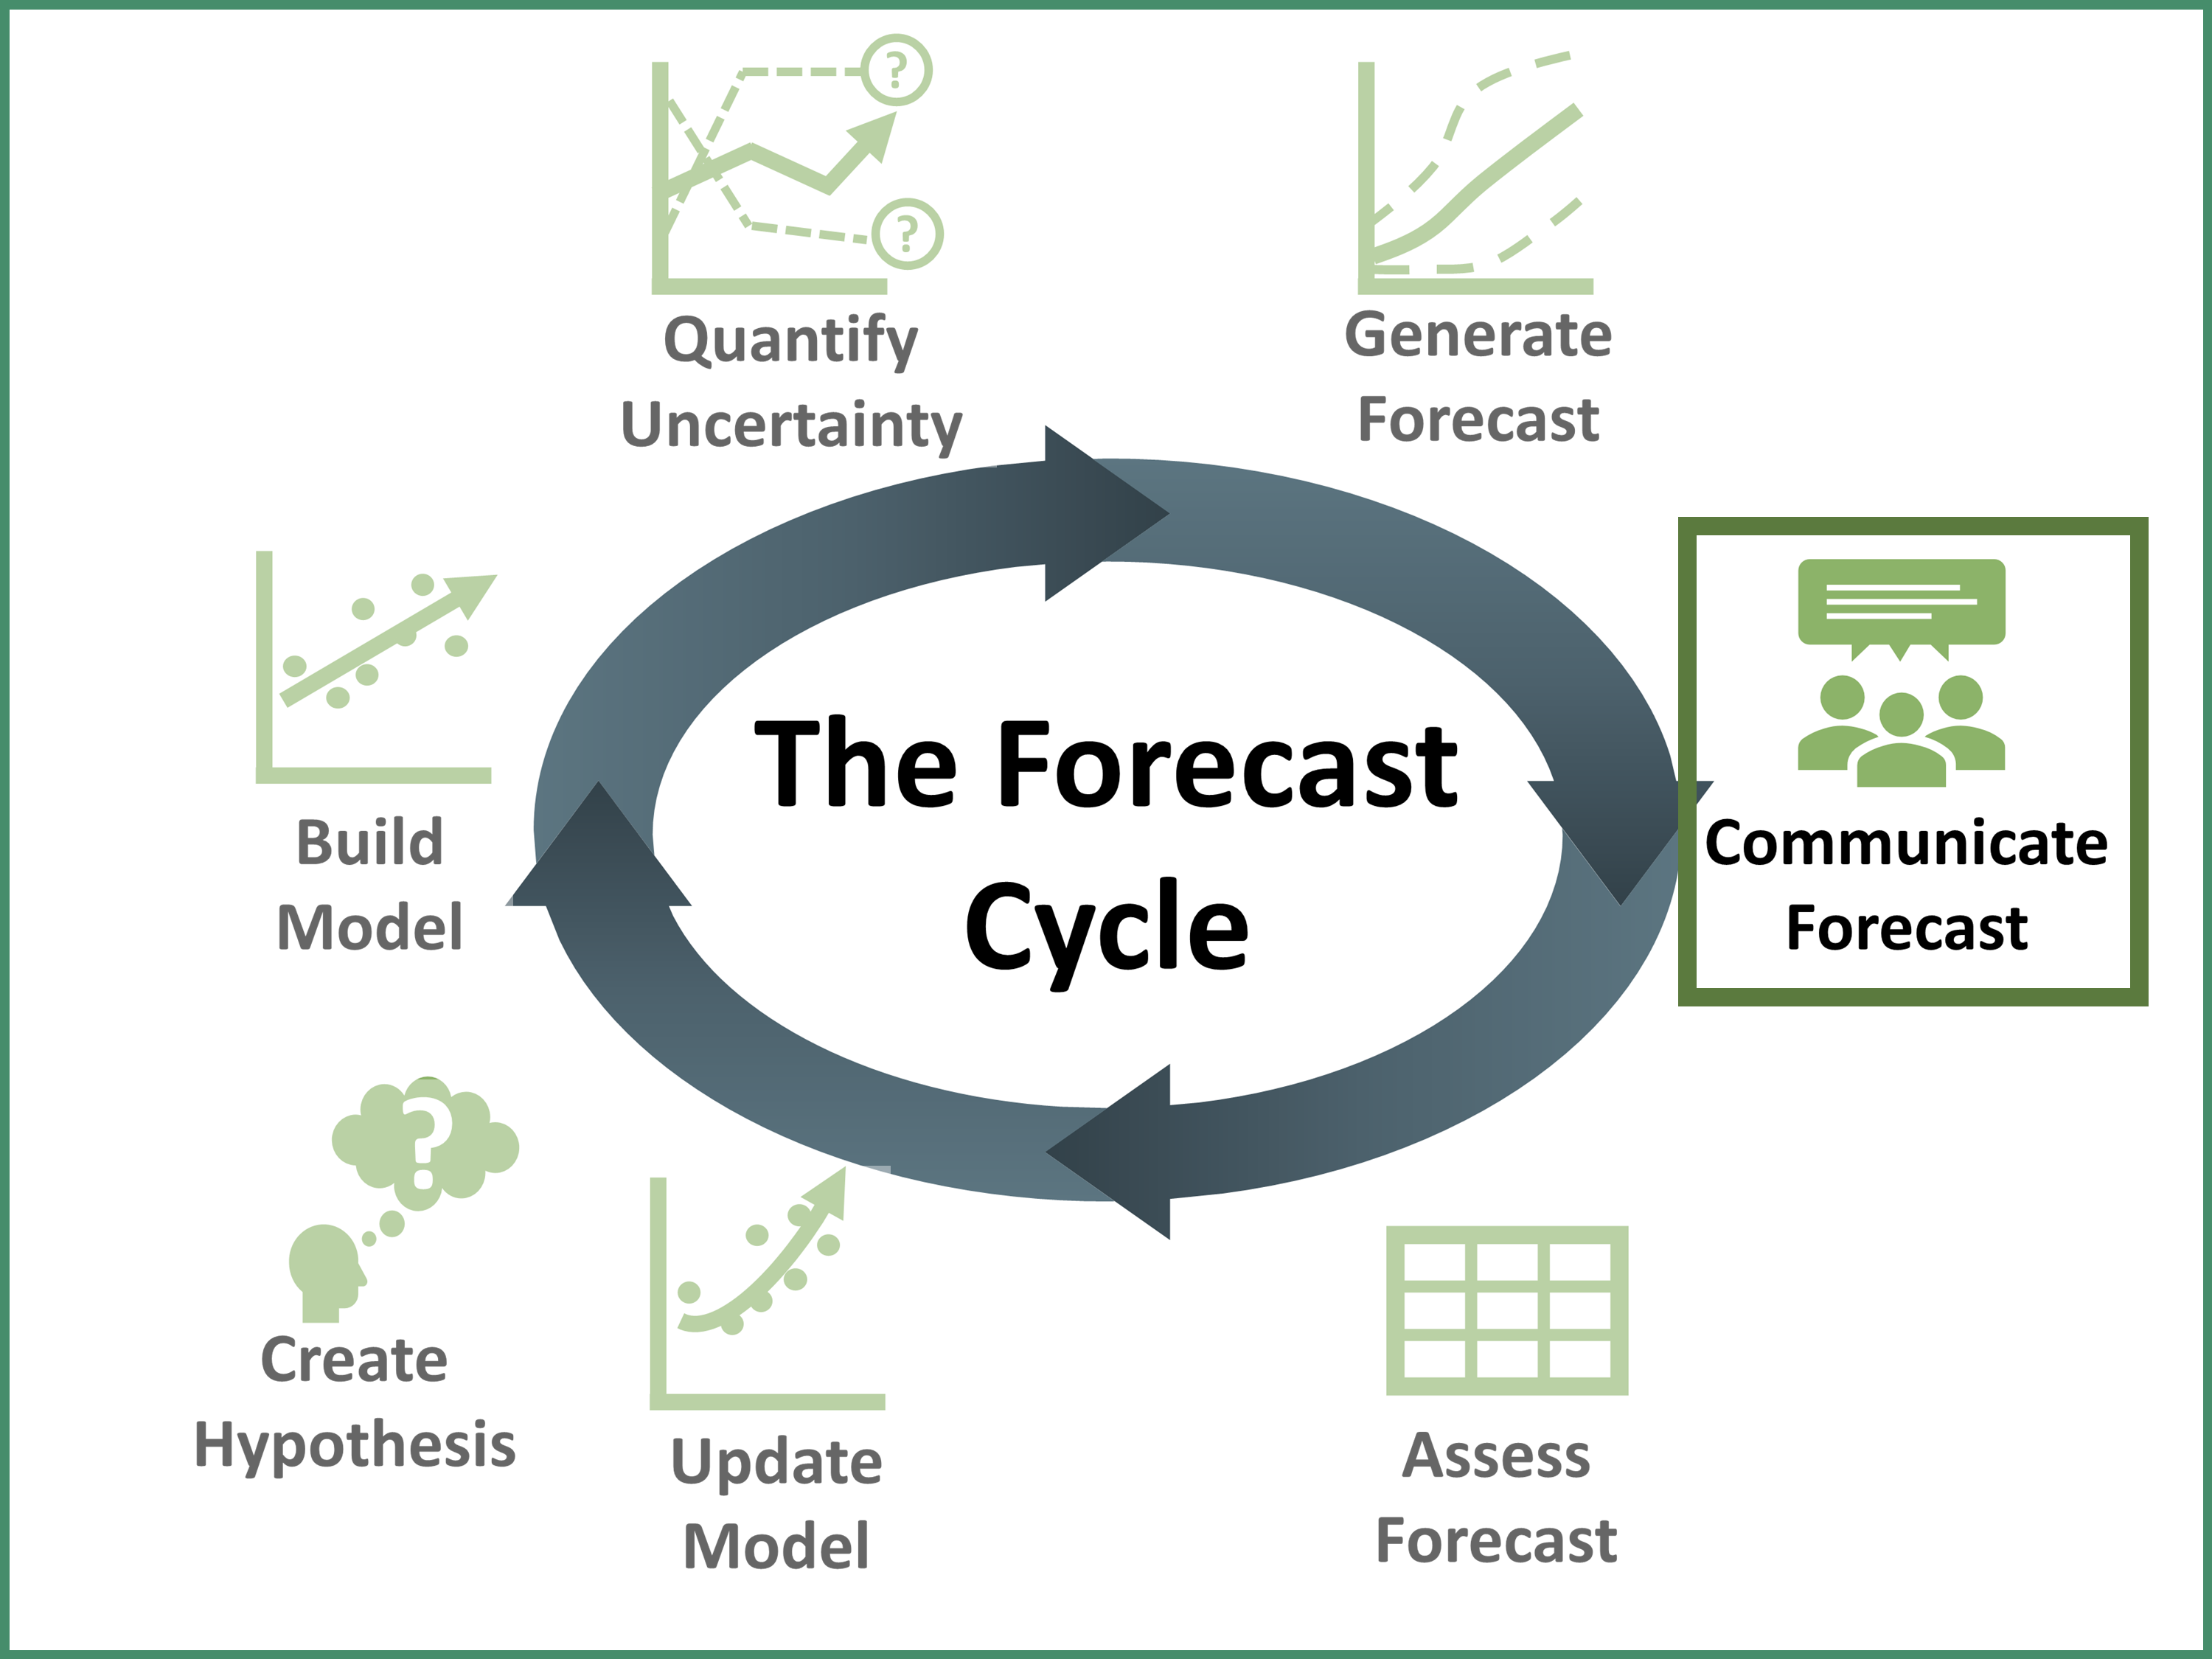 ?
?
Quantify
Uncertainty
Generate
Forecast
Build
Model
The Forecast
Cycle
Communicate
Forecast
?
Create
Hypothesis
Update
Model
Assess
Forecast